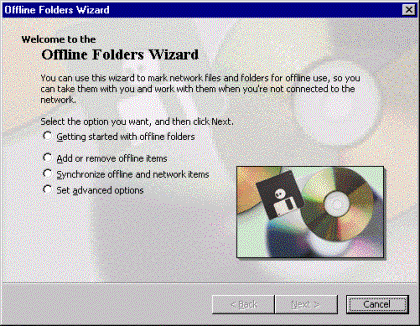 Offline Folders Wizard
Welcome to the
Offline Folders Wizard
You can use this wizard to mark network files and folders for offline use, so you
can take them with you and work with them when you're not connected to the
network.
Select the option you want, and then click Next.
Getting started with offline folders
Add or remove offline items
Synchronize offline and network items
Set advanced options
< Back
Next >
Cancel